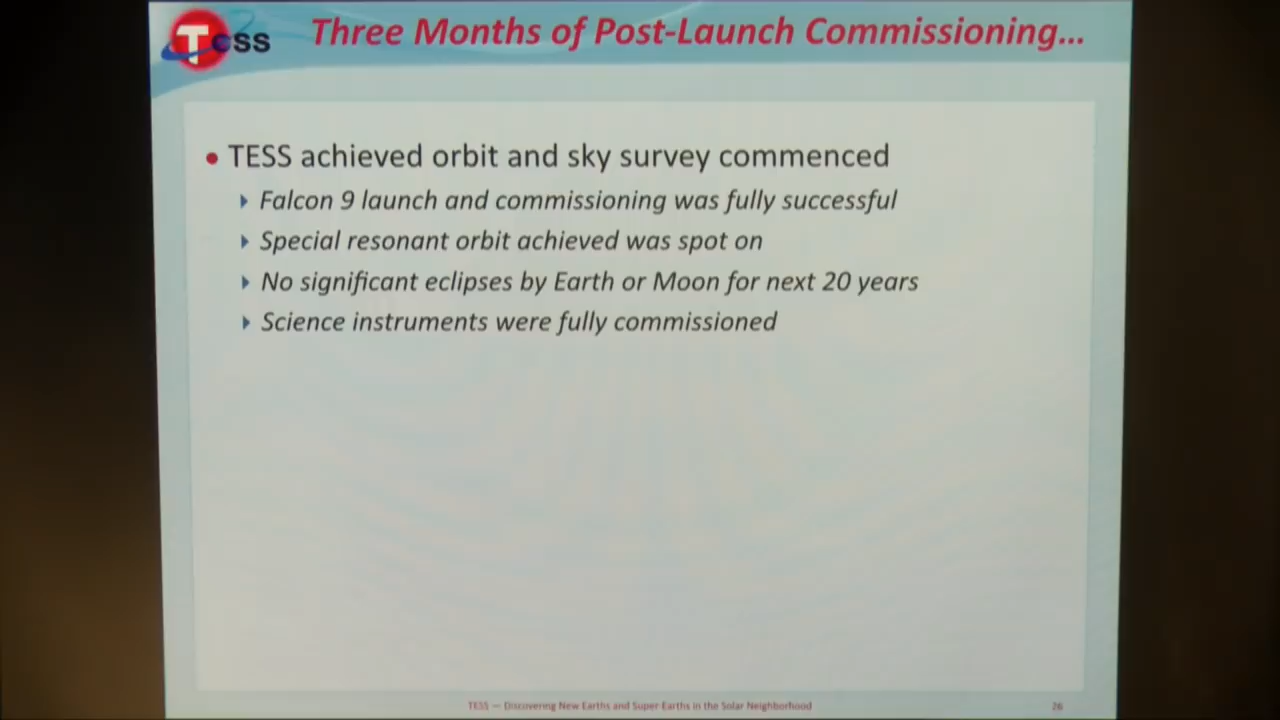 Tess
Three Months of Post-Launch Commissioning...
• TESS achieved orbit and sky survey commenced
Falcon 9 launch and commissioning was fully successful
Special resonant orbit achieved was spot on
No significant eclipses by Earth or Moon for next 20 years
Science instruments were fully commissioned
TESS — Discovering New Earths and Super-Earths in the Solar Neighborhood
26